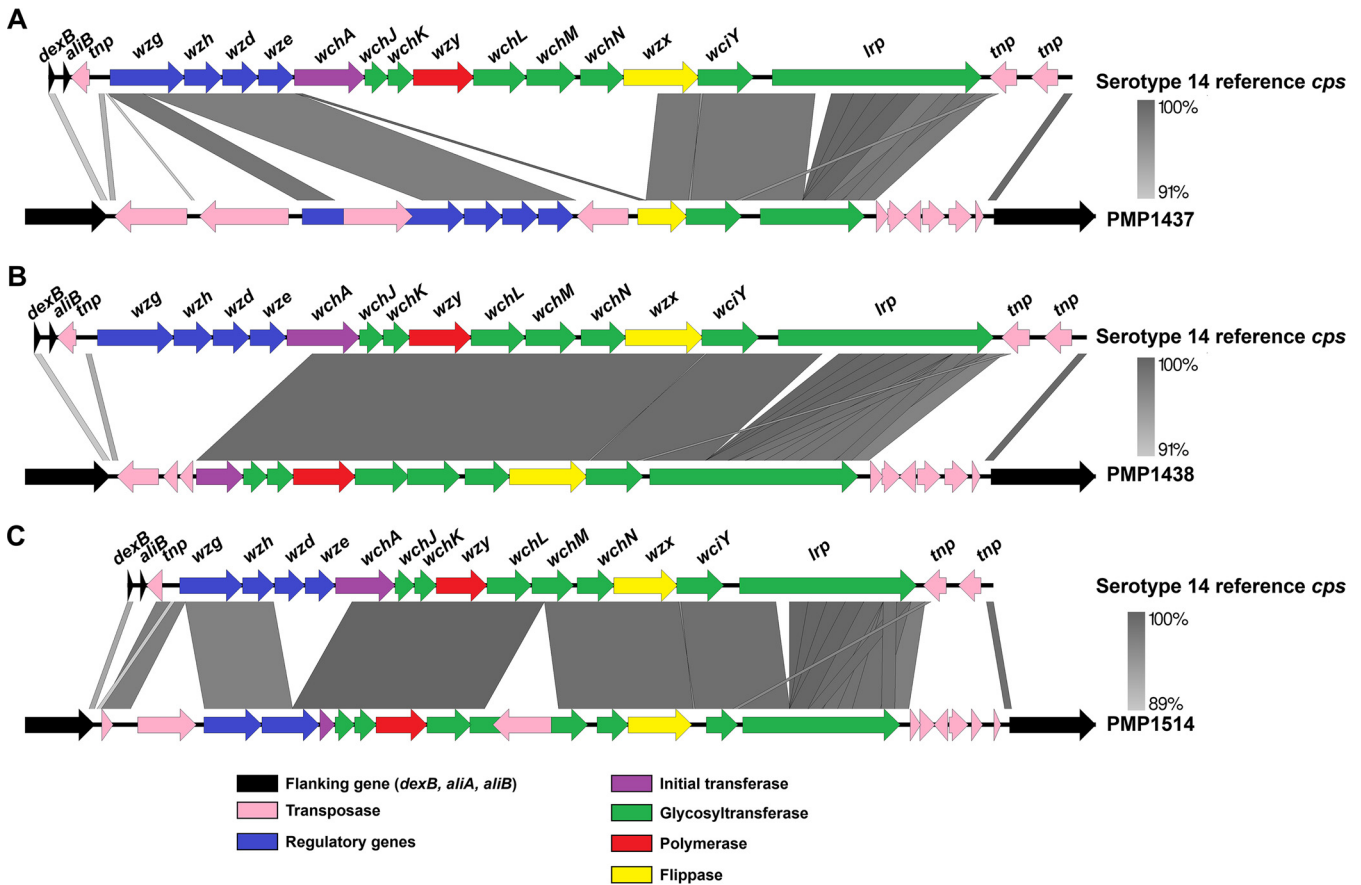 A
dexB aliB tnp wzg wzh wzd wze wchA wchJ wchK wzy wchL wchM wchN wzx wciY lrp tnp tnp
Serotype 14 reference cps
100%
91%
PMP1437
B
dexB aliB tnp wzg wzh wzd wze wchA wchJ wchK wzy wchL wchM wchN wzx wciY lrp tnp tnp
Serotype 14 reference cps
100%
91%
PMP1438
C
dexB aliB tnp wzg wzh wzd wze wchA wchJ wchK wzy wchL wchM wchN wzx wciY lrp tnp tnp
Serotype 14 reference cps
100%
89%
PMP1514
Flanking gene (dexB, aliA, aliB)
Transposase
Regulatory genes
Initial transferase
Glycosyltransferase
Polymerase
Flippase